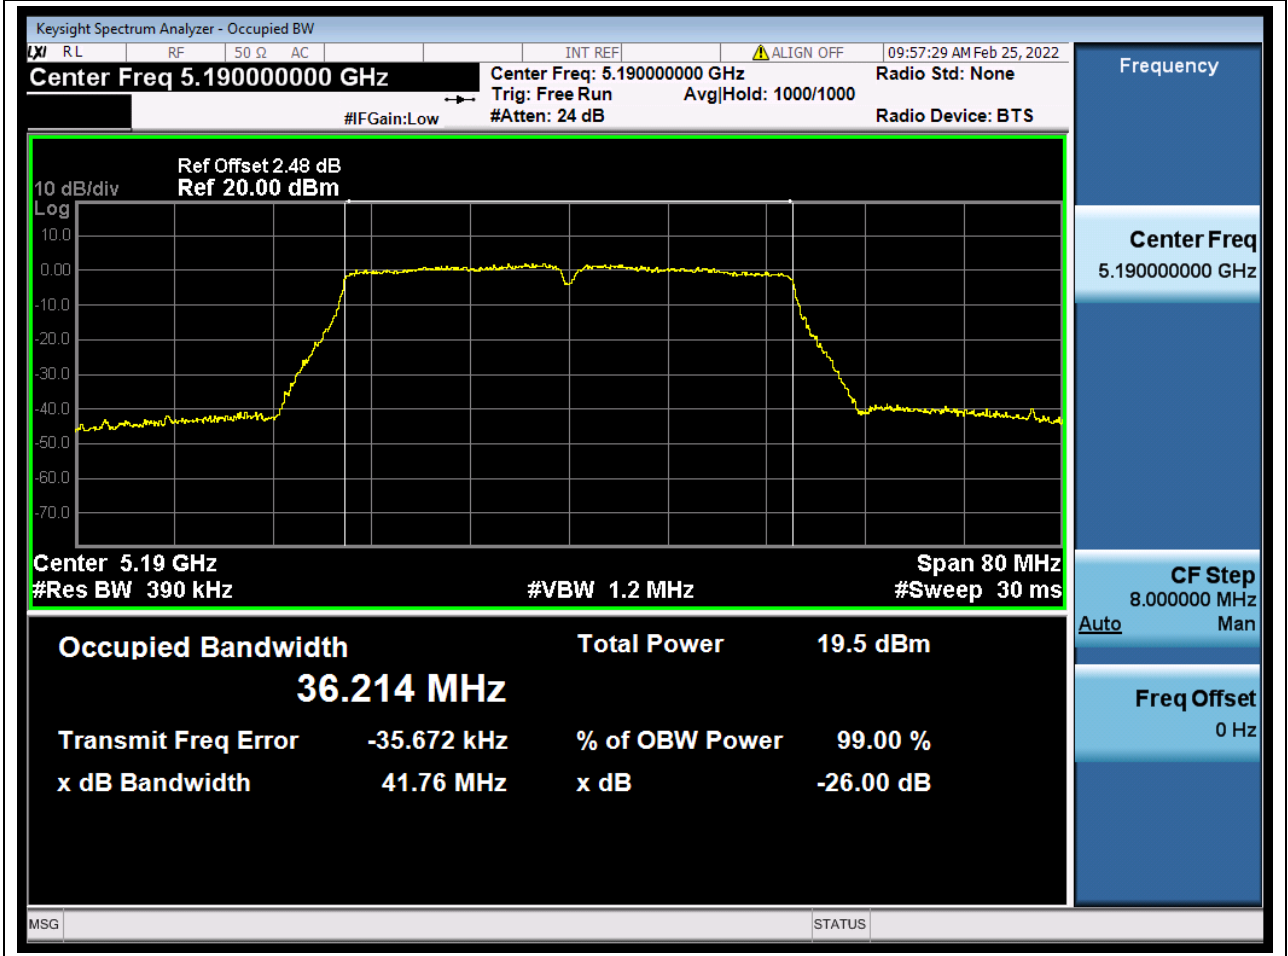 Keysight Spectrum Analyzer - Occupied BW
LXI RL RF 50 Ω AC INT REF ALIGN OFF 09:57:29 AM Feb 25, 2022
Center Freq 5.190000000 GHz
Center Freq: 5.190000000 GHz
Radio Std: None
Trig: Free Run Avg|Hold: 1000/1000
#IFGain:Low
#Atten: 24 dB
Radio Device: BTS
Ref Offset 2.48 dB
10 dB/div Ref 20.00 dBm
Log
10.0
0.00
-10.0
-20.0
-30.0
-40.0
-50.0
-60.0
-70.0
Center 5.19 GHz Span 80 MHz
#Res BW 390 kHz #VBW 1.2 MHz #Sweep 30 ms
Occupied Bandwidth Total Power 19.5 dBm
36.214 MHz
Transmit Freq Error -35.672 kHz % of OBW Power 99.00 %
x dB Bandwidth 41.76 MHz x dB -26.00 dB
Frequency
Center Freq
5.190000000 GHz
CF Step
8.000000 MHz
Auto Man
Freq Offset
0 Hz
MSG STATUS